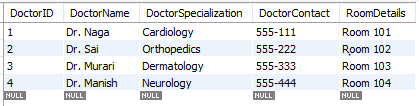 DoctorID DoctorName DoctorSpecialization DoctorContact RoomDetails
1 Dr. Naga Cardiology 555-111 Room 101
2 Dr. Sai Orthopedics 555-222 Room 102
3 Dr. Murari Dermatology 555-333 Room 103
4 Dr. Manish Neurology 555-444 Room 104
NULL NULL NULL NULL NULL